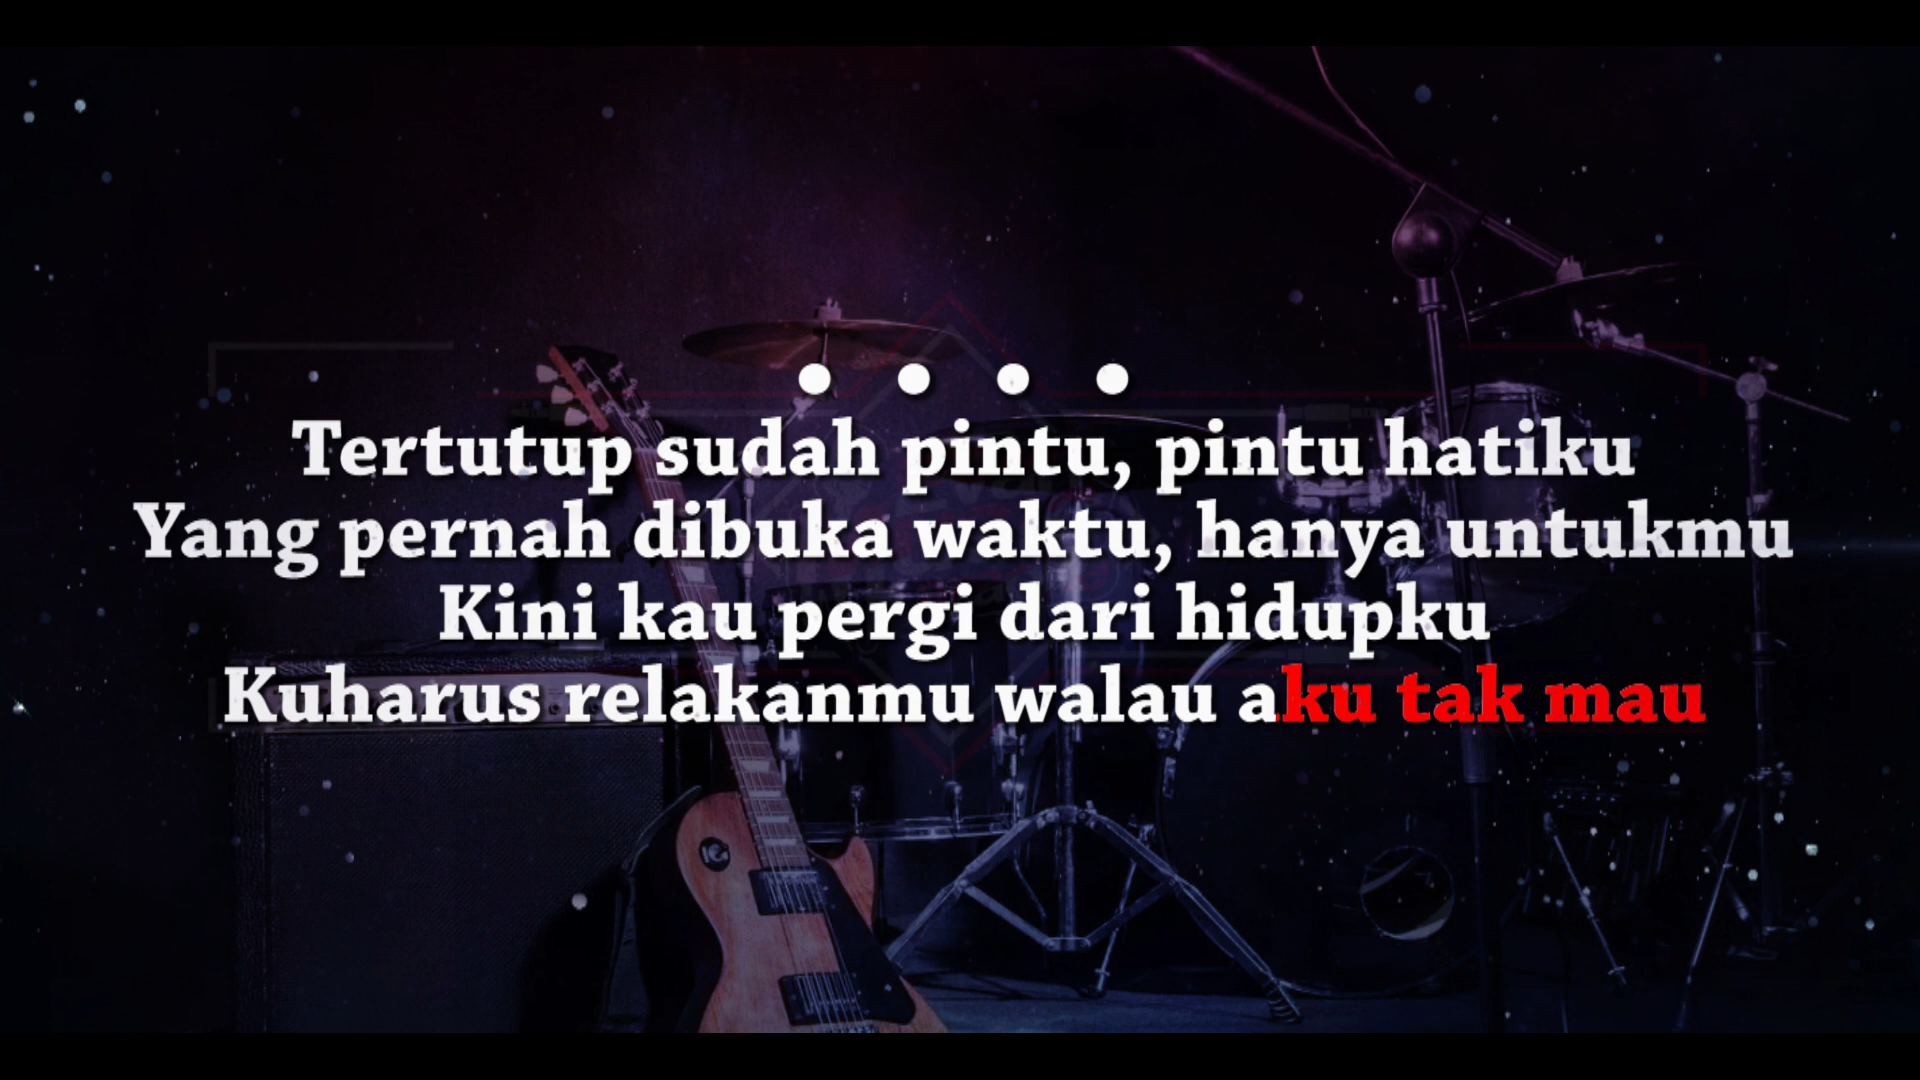 Tertutup sudah pintu, pintu hatiku
Yang pernah dibuka waktu, hanya untukmu
Kini kau pergi dari hidupku
Kuharus relakanmu walau aku tak mau